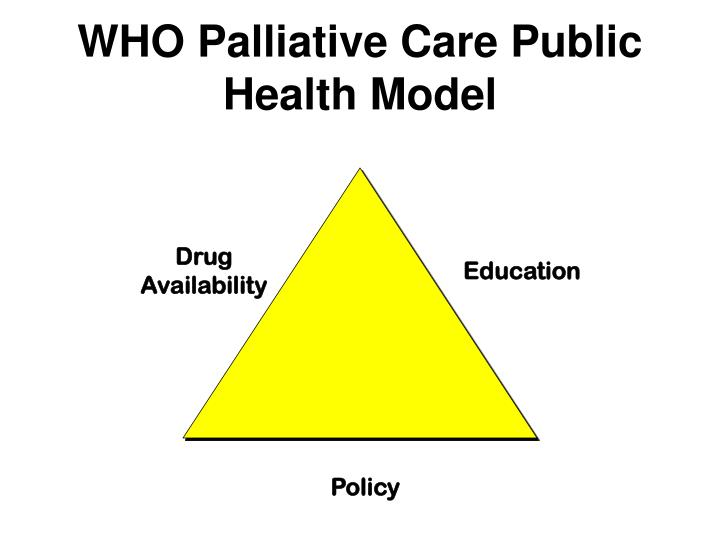 WHO Palliative Care Public
Health Model
Drug
Availability
Education
Policy